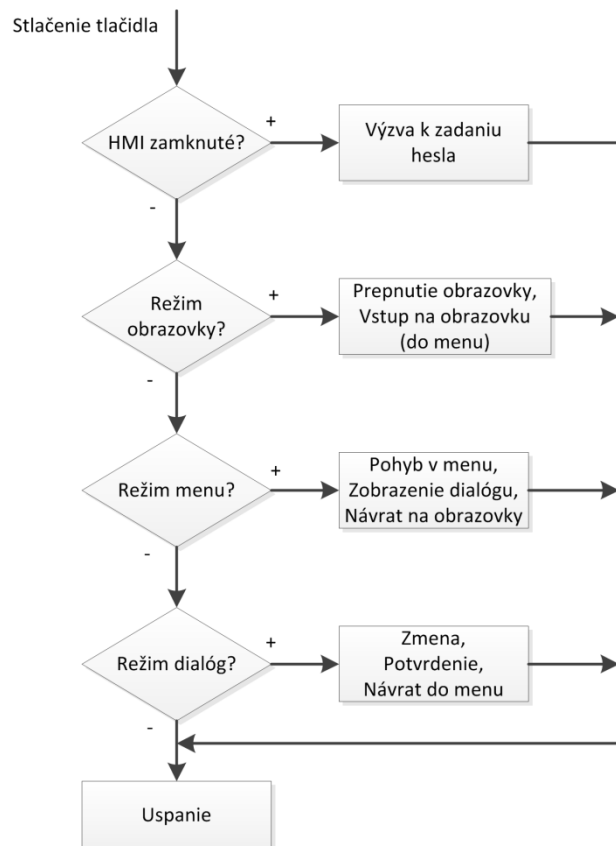 Stlačenie tlačidla
HMI zamknuté?
+
Výzva k zadaniu
hesla
-
Režim
obrazovky?
+
Prepnutie obrazovky,
Vstup na obrazovku
(do menu)
-
Režim menu?
+
Pohyb v menu,
Zobrazenie dialógu,
Návrat na obrazovky
-
Režim dialóg?
+
Zmena,
Potvrdenie,
Návrat do menu
-
Uspanie